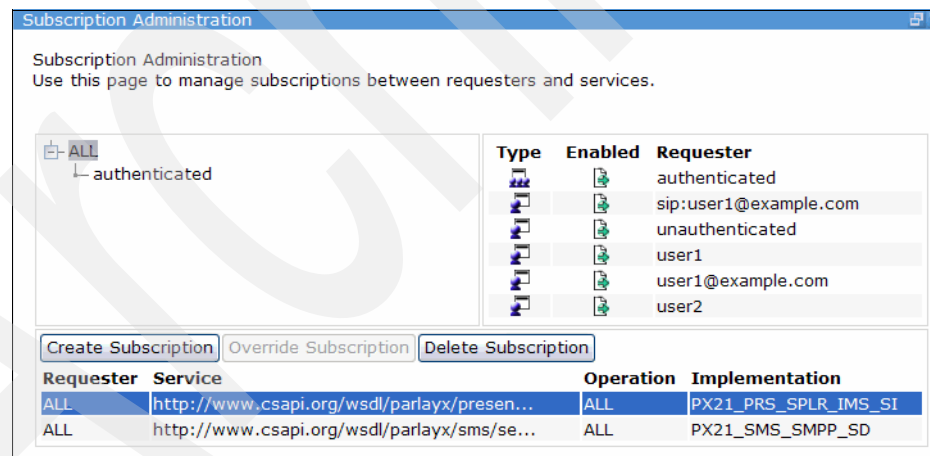 Subscription Administration
Subscription Administration
Use this page to manage subscriptions between requesters and services.
ALL
authenticated
Type Enabled Requester
authenticated
sip:user1@example.com
unauthenticated
user1
user1@example.com
user2
Create Subscription Override Subscription Delete Subscription
Requester Service Operation Implementation
ALL http://www.csapi.org/wsdl/parlayx/presen... ALL PX21_PRS_SPLR_IMS_SI
ALL http://www.csapi.org/wsdl/parlayx/sms/se... ALL PX21_SMS_SMPP_SD